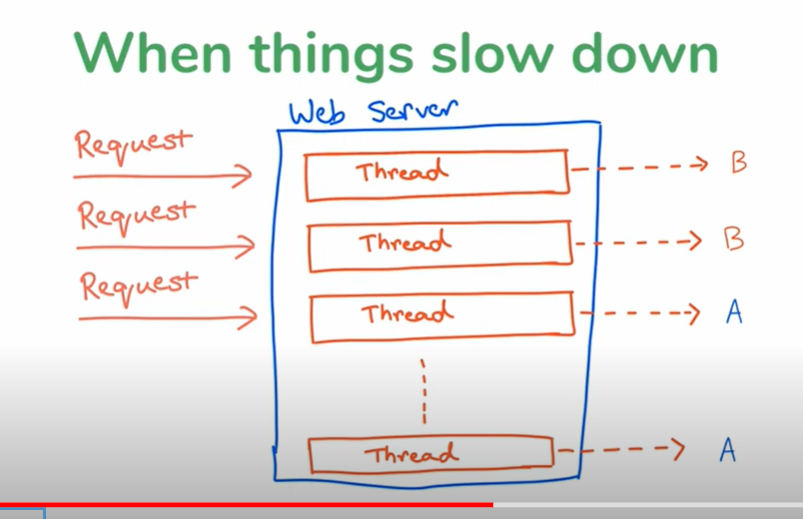 When things slow down
Web Server
Request
Thread
B
Request
Thread
B
Request
Thread
A
Thread
A